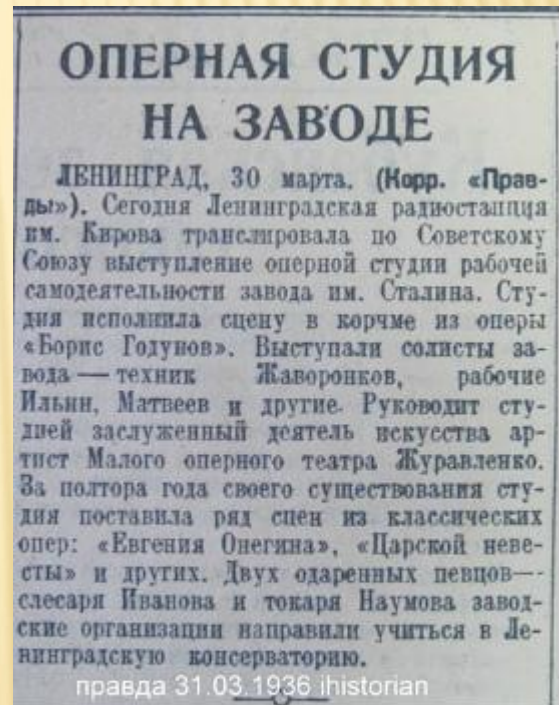 ОПЕРНАЯ СТУДИЯ
НА ЗАВОДЕ
ЛЕНИНГРАД, 30 марта. (Корр. «Прав-
ды»). Сегодня Ленинградская радиостанция
им. Кирова транслировала по Советскому
Союзу выступление оперной студии рабочей
самодеятельности завода им. Сталина. Сту-
дия исполнила сцену в корчме из оперы
«Борис Годунов». Выступали солисты за-
вода — техник Жаворонков, рабочие
Ильин, Матвеев и другие. Руководит сту-
дией заслуженный деятель искусства ар-
тист Малого оперного театра Журавленко.
За полтора года своего существования сту-
дия поставила ряд сцен из классических
опер: «Евгения Онегина», «Царской неве-
сты» и других. Двух одаренных певцов —
слесаря Иванова и токаря Наумова завод-
ские организации направили учиться в Ле-
нинградскую консерваторию.
правда 31.03.1936 ihistorian